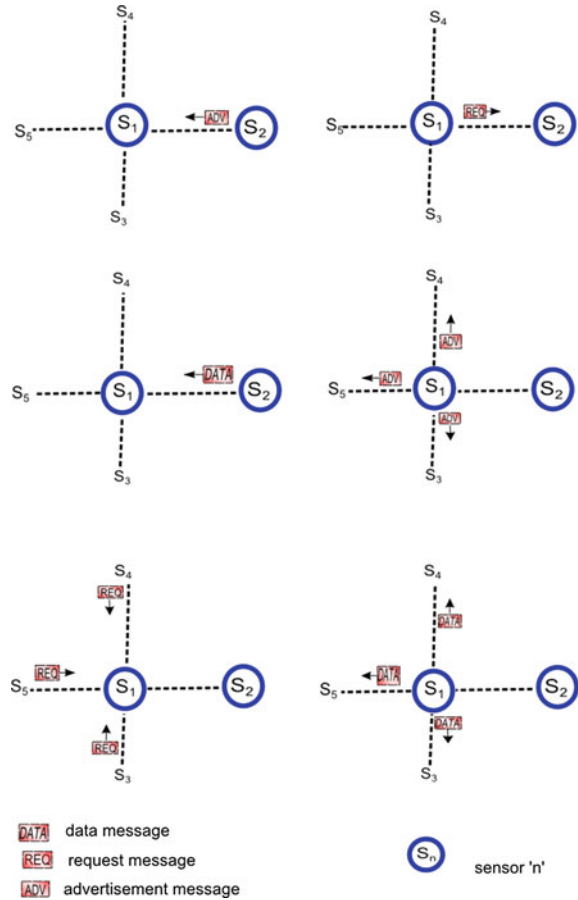 S4
ADV
S1
S2
S5
S3
S4
REQ
S1
S2
S5
S3
S4
DATA
S1
S2
S5
S3
S4
ADV
ADV
S1
S2
S5
ADV
S3
S4
REQ
REQ
S1
S2
S5
REQ
S3
S4
DATA
DATA
S1
S2
S5
DATA
S3
DATA data message
REQ request message
ADV advertisement message
Sn sensor 'n'